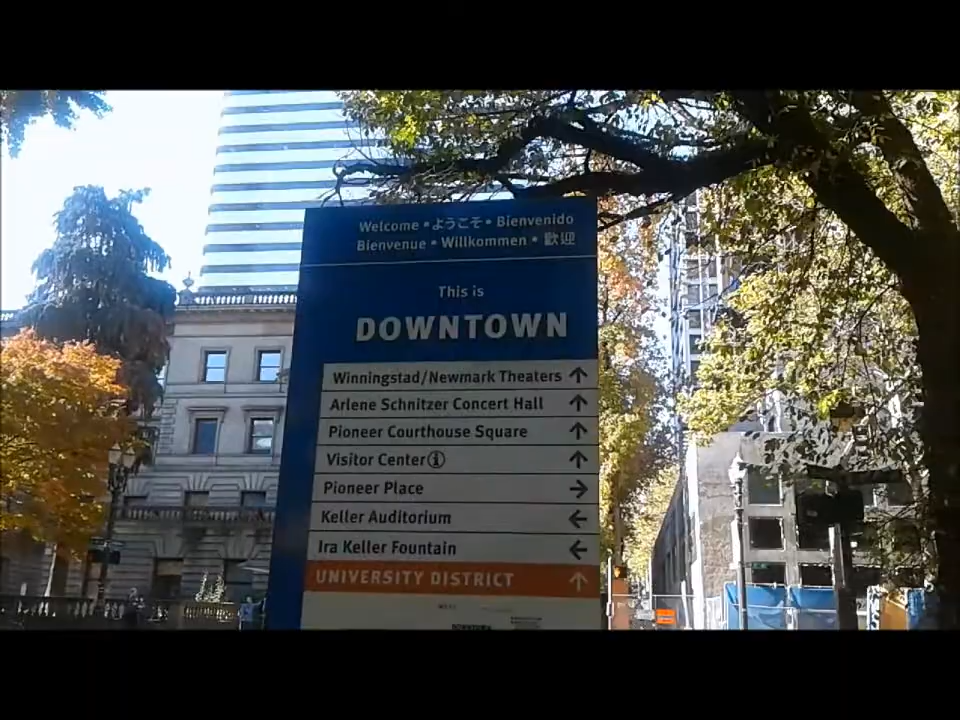 Welcome • ようこそ • Bienvenido
Bienvenue • Willkommen • 歡迎
This is
DOWNTOWN
Winningstad/Newmark Theaters ↑
Arlene Schnitzer Concert Hall ↑
Pioneer Courthouse Square ↑
Visitor Center ⓘ ↑
Pioneer Place →
Keller Auditorium ←
Ira Keller Fountain ←
UNIVERSITY DISTRICT ↑
DOWNTOWN